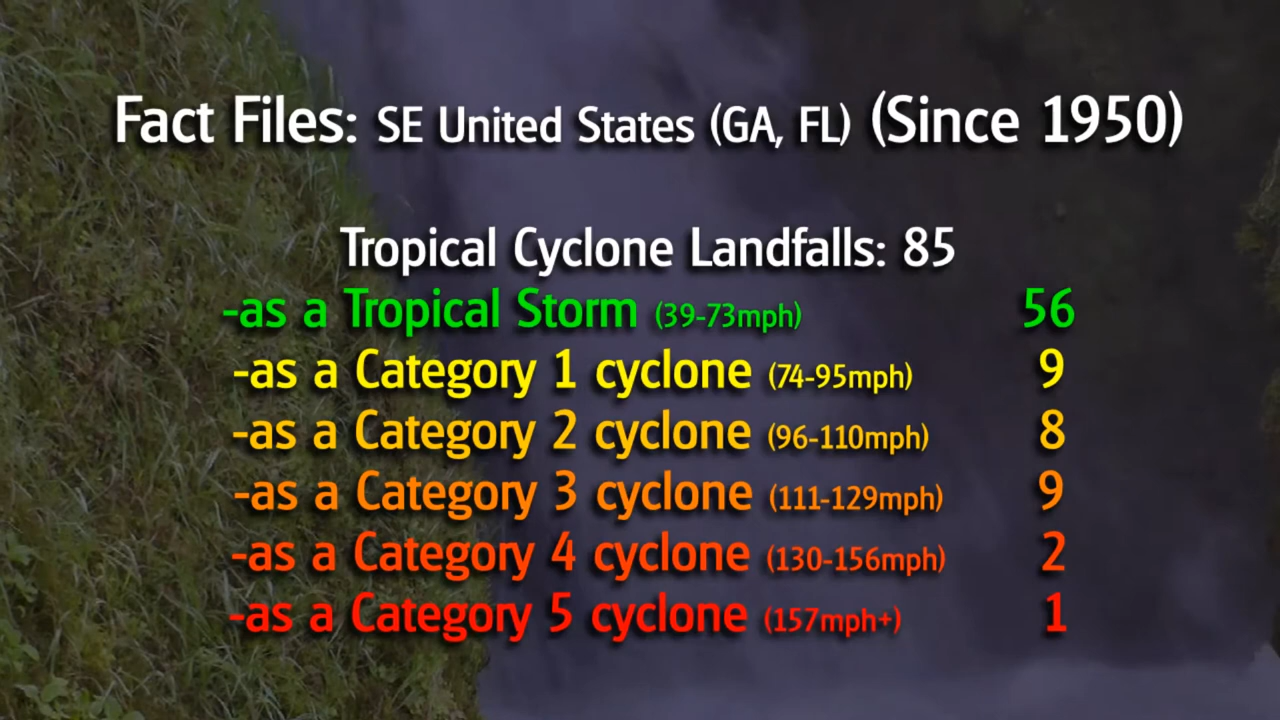 Fact Files: SE United States (GA, FL) (Since 1950)
Tropical Cyclone Landfalls: 85
-as a Tropical Storm (39-73mph) 56
-as a Category 1 cyclone (74-95mph) 9
-as a Category 2 cyclone (96-110mph) 8
-as a Category 3 cyclone (111-129mph) 9
-as a Category 4 cyclone (130-156mph) 2
-as a Category 5 cyclone (157mph+) 1